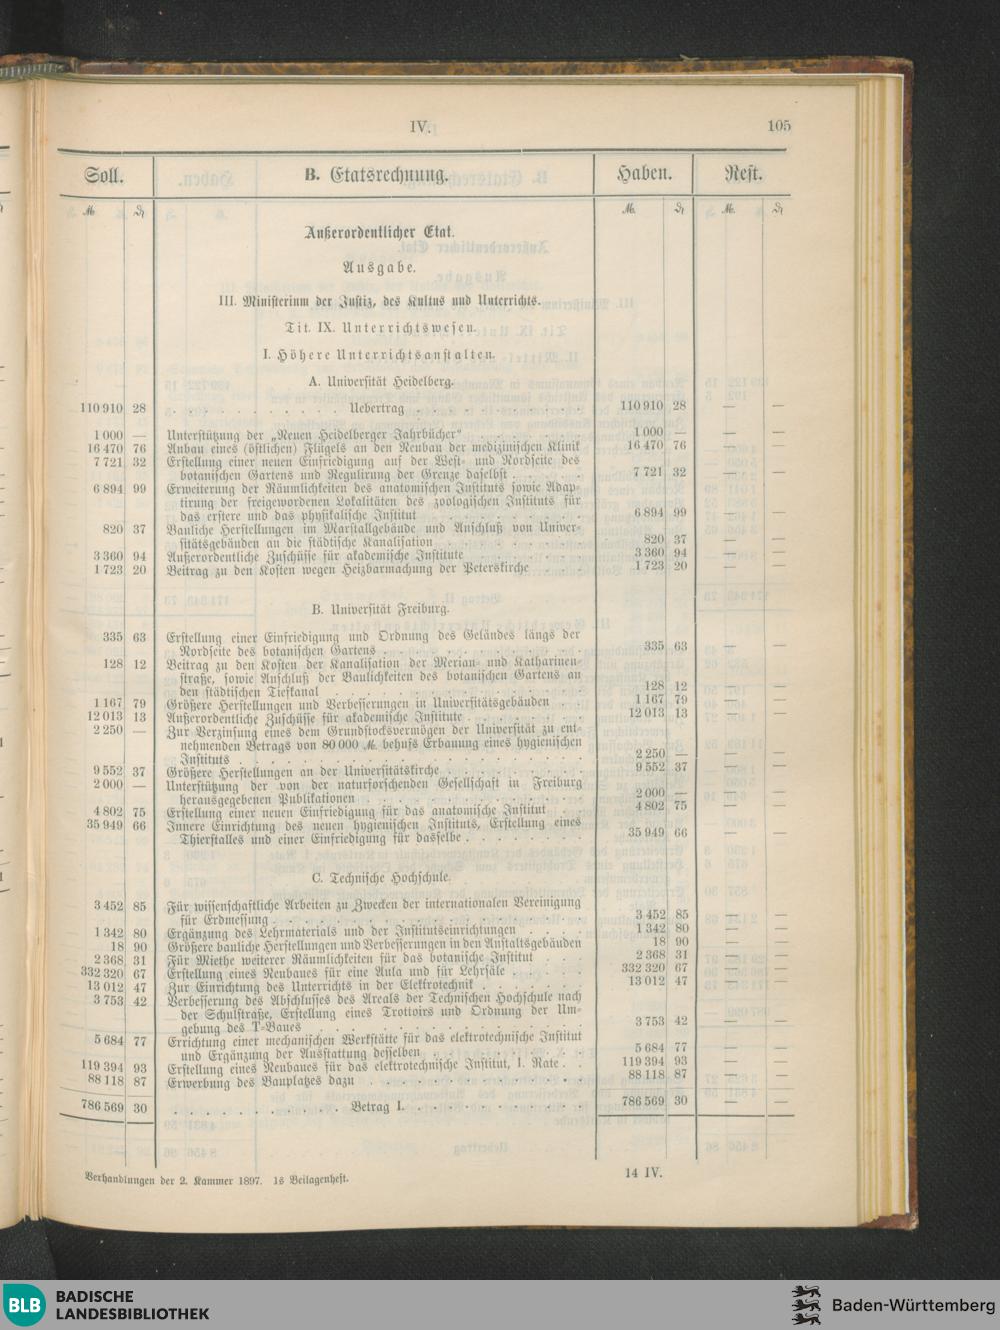 IV.
105
Soll.
B. Etatsrechnung.
Haben.
Rest.
ℳ ₰ ℳ ₰ ℳ ₰
Außerordentlicher Etat.
Ausgabe.
III. Ministerium der Justiz, des Kultus und Unterrichts.
Tit. IX. Unterrichtswesen.
I. Höhere Unterrichtsanstalten.
A. Universität Heidelberg.
110 910 28 Uebertrag 110 910 28 — —
1 000 — Unterstützung der „Neuen Heidelberger Jahrbücher“ 1 000 — — —
16 470 76 Anbau eines (östlichen) Flügels an den Neubau der medizinischen Klinik 16 470 76 — —
7 721 32 Erstellung einer neuen Einfriedigung auf der West- und Nordseite des
botanischen Gartens und Regulirung der Grenze daselbst 7 721 32 — —
6 894 99 Erweiterung der Räumlichkeiten des anatomischen Instituts sowie Adap-
tirung der freigewordenen Lokalitäten des zoologischen Instituts für
das erstere und das physikalische Institut 6 894 99 — —
820 37 Bauliche Herstellungen im Marstallgebäude und Anschluß von Univer-
sitätsgebäuden an die städtische Kanalisation 820 37 — —
3 360 94 Außerordentliche Zuschüsse für akademische Institute 3 360 94 — —
1 723 20 Beitrag zu den Kosten wegen Heizbarmachung der Peterskirche 1 723 20 — —
B. Universität Freiburg.
335 63 Erstellung einer Einfriedigung und Ordnung des Geländes längs der
Nordseite des botanischen Gartens 335 63 — —
128 12 Beitrag zu den Kosten der Kanalisation der Merian- und Katharinen-
straße, sowie Anschluß der Baulichkeiten des botanischen Gartens an
den städtischen Tiefkanal 128 12 — —
1 167 79 Größere Herstellungen und Verbesserungen in Universitätsgebäuden 1 167 79 — —
12 013 13 Außerordentliche Zuschüsse für akademische Institute 12 013 13 — —
2 250 — Zur Verzinsung eines dem Grundstocksvermögen der Universität zu ent-
nehmenden Betrags von 80 000 ℳ. behufs Erbauung eines hygienischen
Instituts 2 250 — — —
9 552 37 Größere Herstellungen an der Universitätskirche 9 552 37 — —
2 000 — Unterstützung der von der naturforschenden Gesellschaft in Freiburg
herausgegebenen Publikationen 2 000 — — —
4 802 75 Erstellung einer neuen Einfriedigung für das anatomische Institut 4 802 75 — —
35 949 66 Innere Einrichtung des neuen hygienischen Instituts, Erstellung eines
Thierstalles und einer Einfriedigung für dasselbe 35 949 66 — —
C. Technische Hochschule.
3 452 85 Für wissenschaftliche Arbeiten zu Zwecken der internationalen Vereinigung
für Erdmessung 3 452 85 — —
1 342 80 Ergänzung des Lehrmaterials und der Institutseinrichtungen 1 342 80 — —
18 90 Größere bauliche Herstellungen und Verbesserungen in den Anstaltsgebäuden 18 90 — —
2 368 31 Für Miethe weiterer Räumlichkeiten für das botanische Institut 2 368 31 — —
332 320 67 Erstellung eines Neubaues für eine Aula und für Lehrsäle 332 320 67 — —
13 012 47 Zur Einrichtung des Unterrichts in der Elektrotechnik 13 012 47 — —
3 753 42 Verbesserung des Abschlusses des Areals der Technischen Hochschule nach
der Schulstraße, Erstellung eines Trottoirs und Ordnung der Um-
gebung des T-Baues 3 753 42 — —
5 684 77 Errichtung einer mechanischen Werkstätte für das elektrotechnische Institut
und Ergänzung der Ausstattung desselben 5 684 77 — —
119 394 93 Erstellung eines Neubaues für das elektrotechnische Institut, 1. Rate 119 394 93 — —
88 118 87 Erwerbung des Bauplatzes dazu 88 118 87 — —
786 569 30 Betrag I. 786 569 30 — —
Verhandlungen der 2. Kammer 1897. 1s Beilagenheft.
14 IV.
BLB BADISCHE
LANDESBIBLIOTHEK
Baden-Württemberg